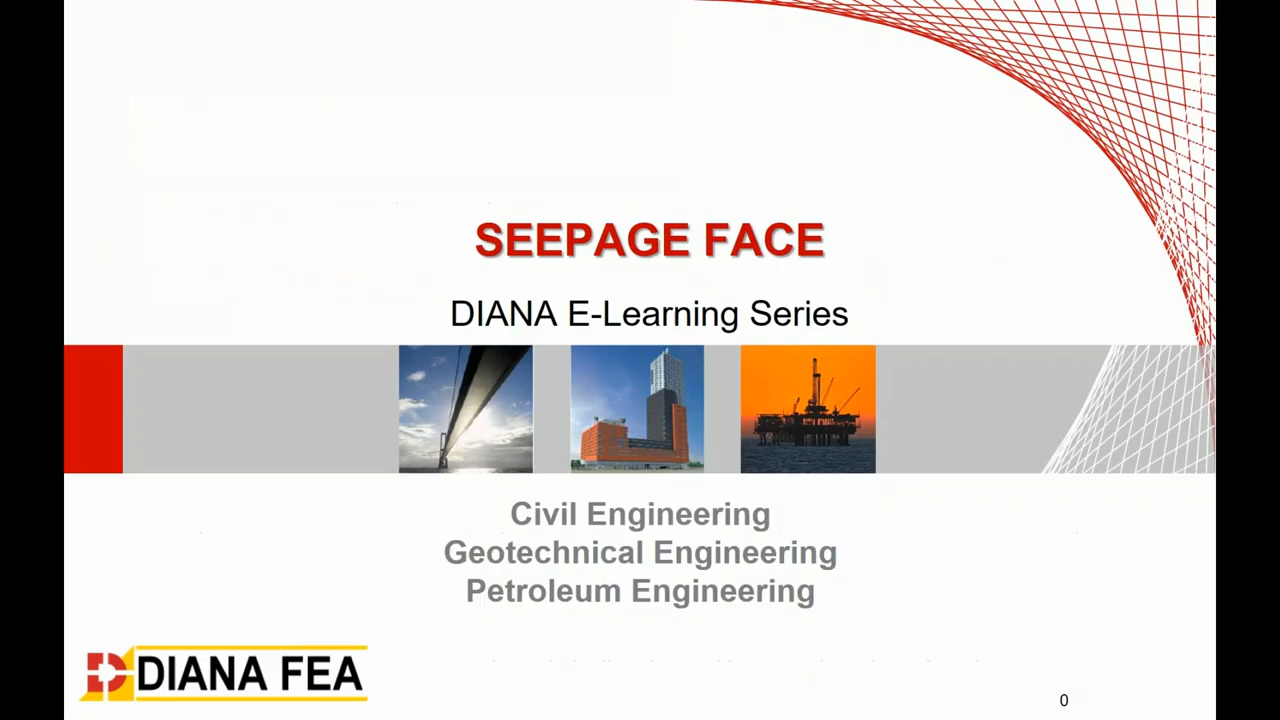 SEEPAGE FACE
DIANA E-Learning Series
Civil Engineering
Geotechnical Engineering
Petroleum Engineering
DIANA FEA
0